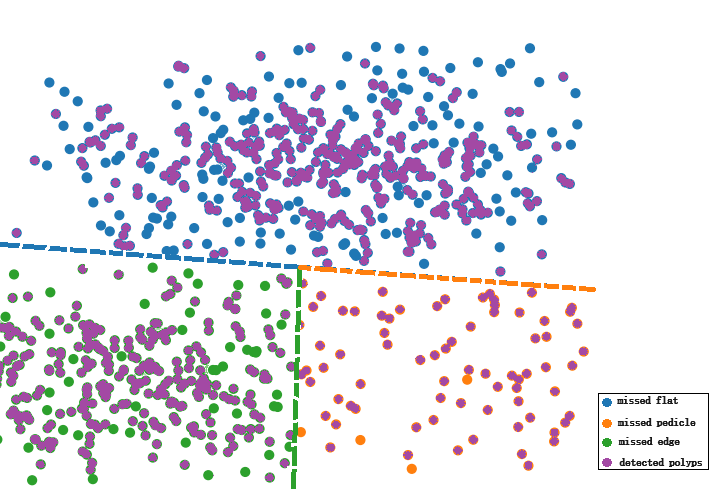 missed flat
missed pedicle
missed edge
detected polyps